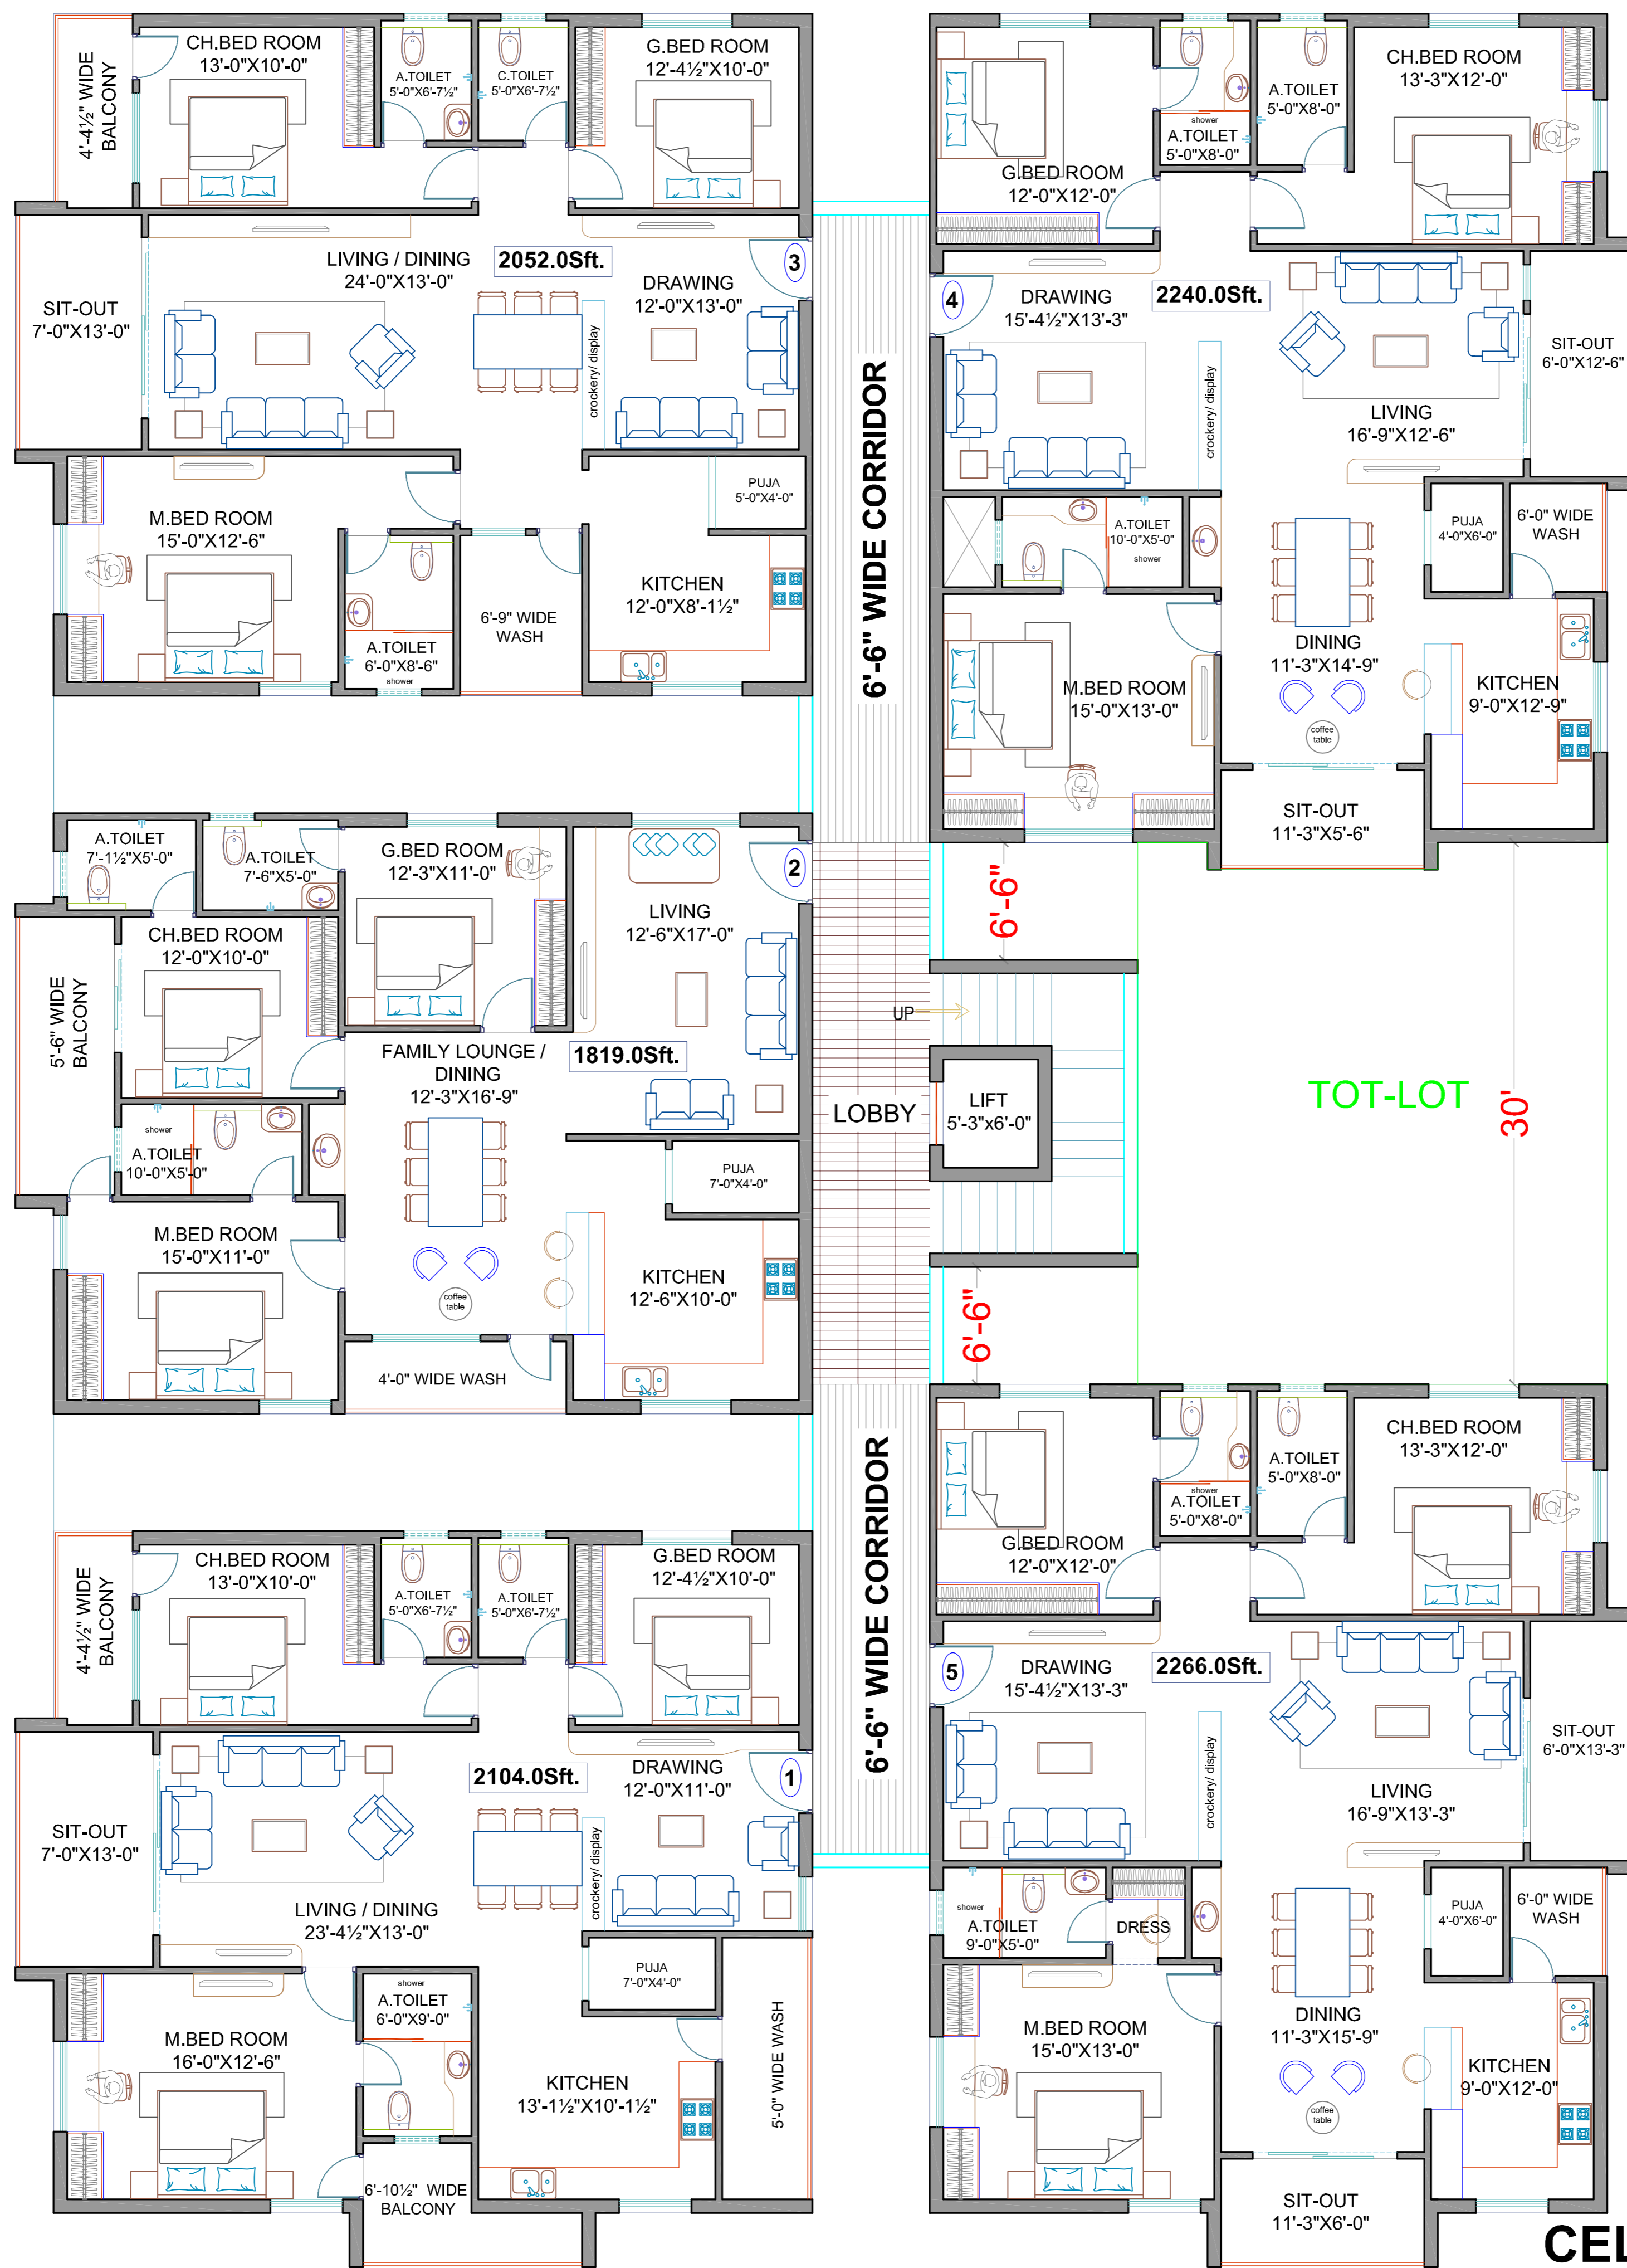 CH.BED ROOM
13'-0"X10'-0"
4'-4½" WIDE
BALCONY
A.TOILET
5'-0"X6'-7½"
C.TOILET
5'-0"X6'-7½"
G.BED ROOM
12'-4½"X10'-0"
SIT-OUT
7'-0"X13'-0"
LIVING / DINING
24'-0"X13'-0"
2052.0Sft.
DRAWING
12'-0"X13'-0"
3
crockery/ display
M.BED ROOM
15'-0"X12'-6"
A.TOILET
6'-0"X8'-6"
shower
6'-9" WIDE
WASH
PUJA
5'-0"X4'-0"
KITCHEN
12'-0"X8'-1½"
6'-6" WIDE CORRIDOR
G.BED ROOM
12'-0"X12'-0"
shower
A.TOILET
5'-0"X8'-0"
A.TOILET
5'-0"X8'-0"
CH.BED ROOM
13'-3"X12'-0"
4
DRAWING
15'-4½"X13'-3"
2240.0Sft.
crockery/ display
LIVING
16'-9"X12'-6"
SIT-OUT
6'-0"X12'-6"
A.TOILET
10'-0"X5'-0"
shower
PUJA
4'-0"X6'-0"
6'-0" WIDE
WASH
DINING
11'-3"X14'-9"
M.BED ROOM
15'-0"X13'-0"
KITCHEN
9'-0"X12'-9"
coffee
table
SIT-OUT
11'-3"X5'-6"
A.TOILET
7'-1½"X5'-0"
A.TOILET
7'-6"X5'-0"
G.BED ROOM
12'-3"X11'-0"
2
LIVING
12'-6"X17'-0"
CH.BED ROOM
12'-0"X10'-0"
5'-6" WIDE
BALCONY
FAMILY LOUNGE /
DINING
12'-3"X16'-9"
1819.0Sft.
shower
A.TOILET
10'-0"X5'-0"
PUJA
7'-0"X4'-0"
M.BED ROOM
15'-0"X11'-0"
coffee
table
KITCHEN
12'-6"X10'-0"
4'-0" WIDE WASH
6'-6"
UP
LOBBY
LIFT
5'-3"x6'-0"
TOT-LOT
30'
6'-6"
CH.BED ROOM
13'-0"X10'-0"
4'-4½" WIDE
BALCONY
A.TOILET
5'-0"X6'-7½"
A.TOILET
5'-0"X6'-7½"
G.BED ROOM
12'-4½"X10'-0"
2104.0Sft.
DRAWING
12'-0"X11'-0"
1
SIT-OUT
7'-0"X13'-0"
LIVING / DINING
23'-4½"X13'-0"
crockery/ display
PUJA
7'-0"X4'-0"
shower
A.TOILET
6'-0"X9'-0"
M.BED ROOM
16'-0"X12'-6"
KITCHEN
13'-1½"X10'-1½"
5'-0" WIDE WASH
6'-10½" WIDE
BALCONY
6'-6" WIDE CORRIDOR
G.BED ROOM
12'-0"X12'-0"
shower
A.TOILET
5'-0"X8'-0"
A.TOILET
5'-0"X8'-0"
CH.BED ROOM
13'-3"X12'-0"
5
DRAWING
15'-4½"X13'-3"
2266.0Sft.
crockery/ display
LIVING
16'-9"X13'-3"
SIT-OUT
6'-0"X13'-3"
shower
A.TOILET
9'-0"X5'-0"
DRESS
PUJA
4'-0"X6'-0"
6'-0" WIDE
WASH
DINING
11'-3"X15'-9"
M.BED ROOM
15'-0"X13'-0"
KITCHEN
9'-0"X12'-0"
coffee
table
SIT-OUT
11'-3"X6'-0"
CEL